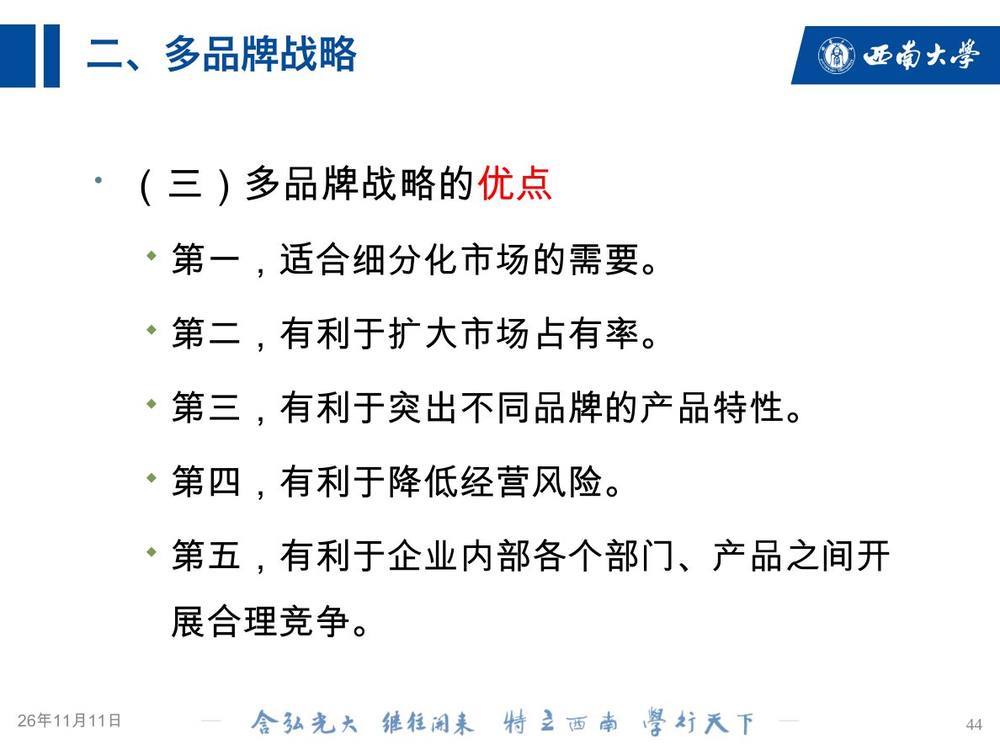 二、多品牌战略
西南大学
（三）多品牌战略的优点
第一，适合细分化市场的需要。
第二，有利于扩大市场占有率。
第三，有利于突出不同品牌的产品特性。
第四，有利于降低经营风险。
第五，有利于企业内部各个部门、产品之间开
展合理竞争。
26年11月11日
含弘光大 继往开来 特立西南 学行天下
44